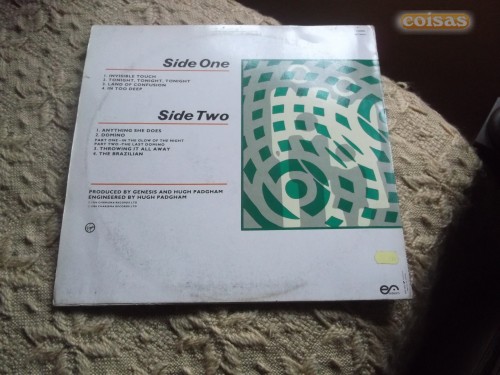 coisas
Side One
1. INVISIBLE TOUCH
2. TONIGHT, TONIGHT, TONIGHT
3. LAND OF CONFUSION
4. IN TOO DEEP
Side Two
1. ANYTHING SHE DOES
2. DOMINO
PART ONE-IN THE GLOW OF THE NIGHT
PART TWO-THE LAST DOMINO
3. THROWING IT ALL AWAY
4. THE BRAZILIAN
PRODUCED BY GENESIS AND HUGH PADGHAM
ENGINEERED BY HUGH PADGHAM